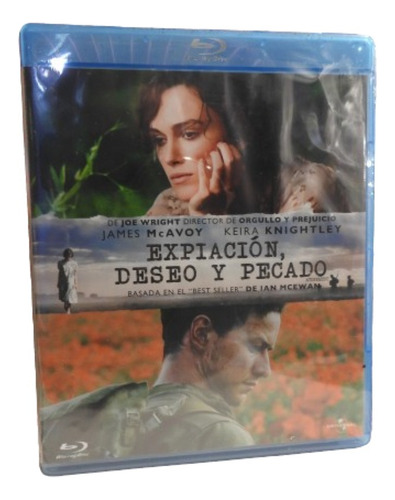 DE JOE WRIGHT DIRECTOR DE ORGULLO Y PREJUICIO
JAMES McAVOY KEIRA KNIGHTLEY
EXPIACIÓN,
DESEO Y PECADO
BASADA EN EL "BEST SELLER" DE IAN MCEWAN